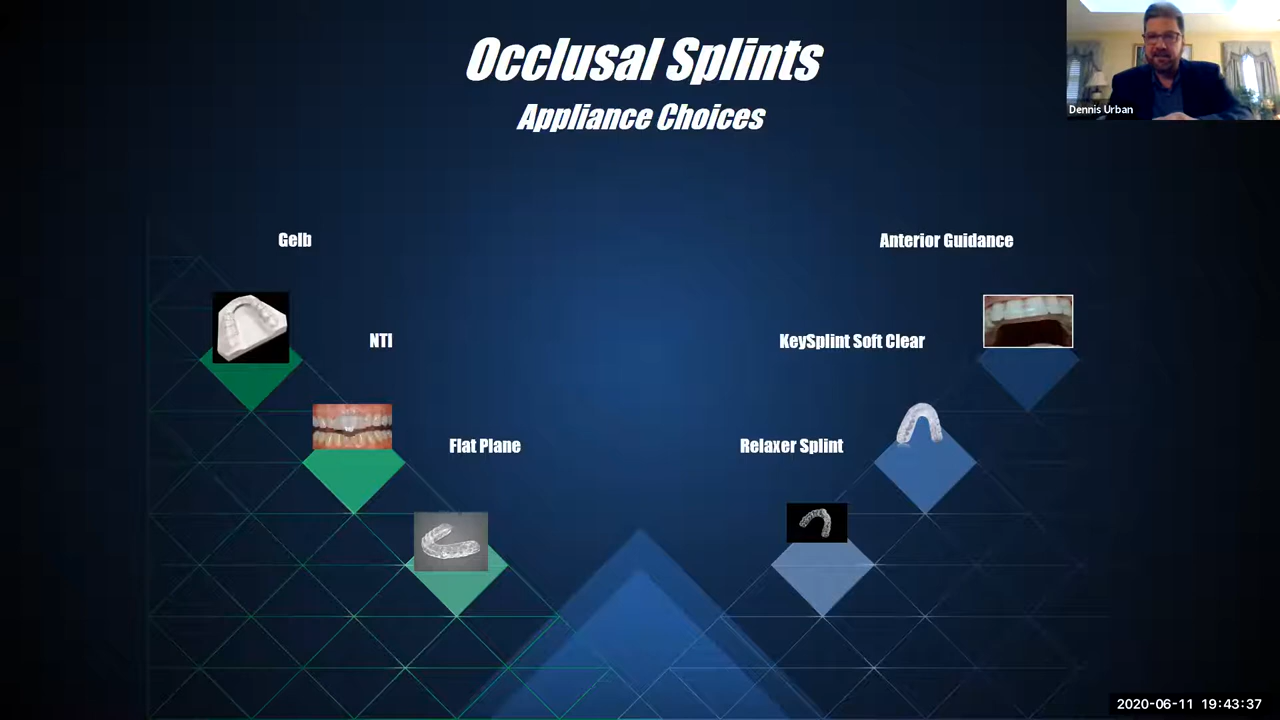 Occlusal Splints
Appliance Choices
Dennis Urban
Gelb
Anterior Guidance
NTI
KeySplint Soft Clear
Flat Plane
Relaxer Splint
2020-06-11 19:43:37